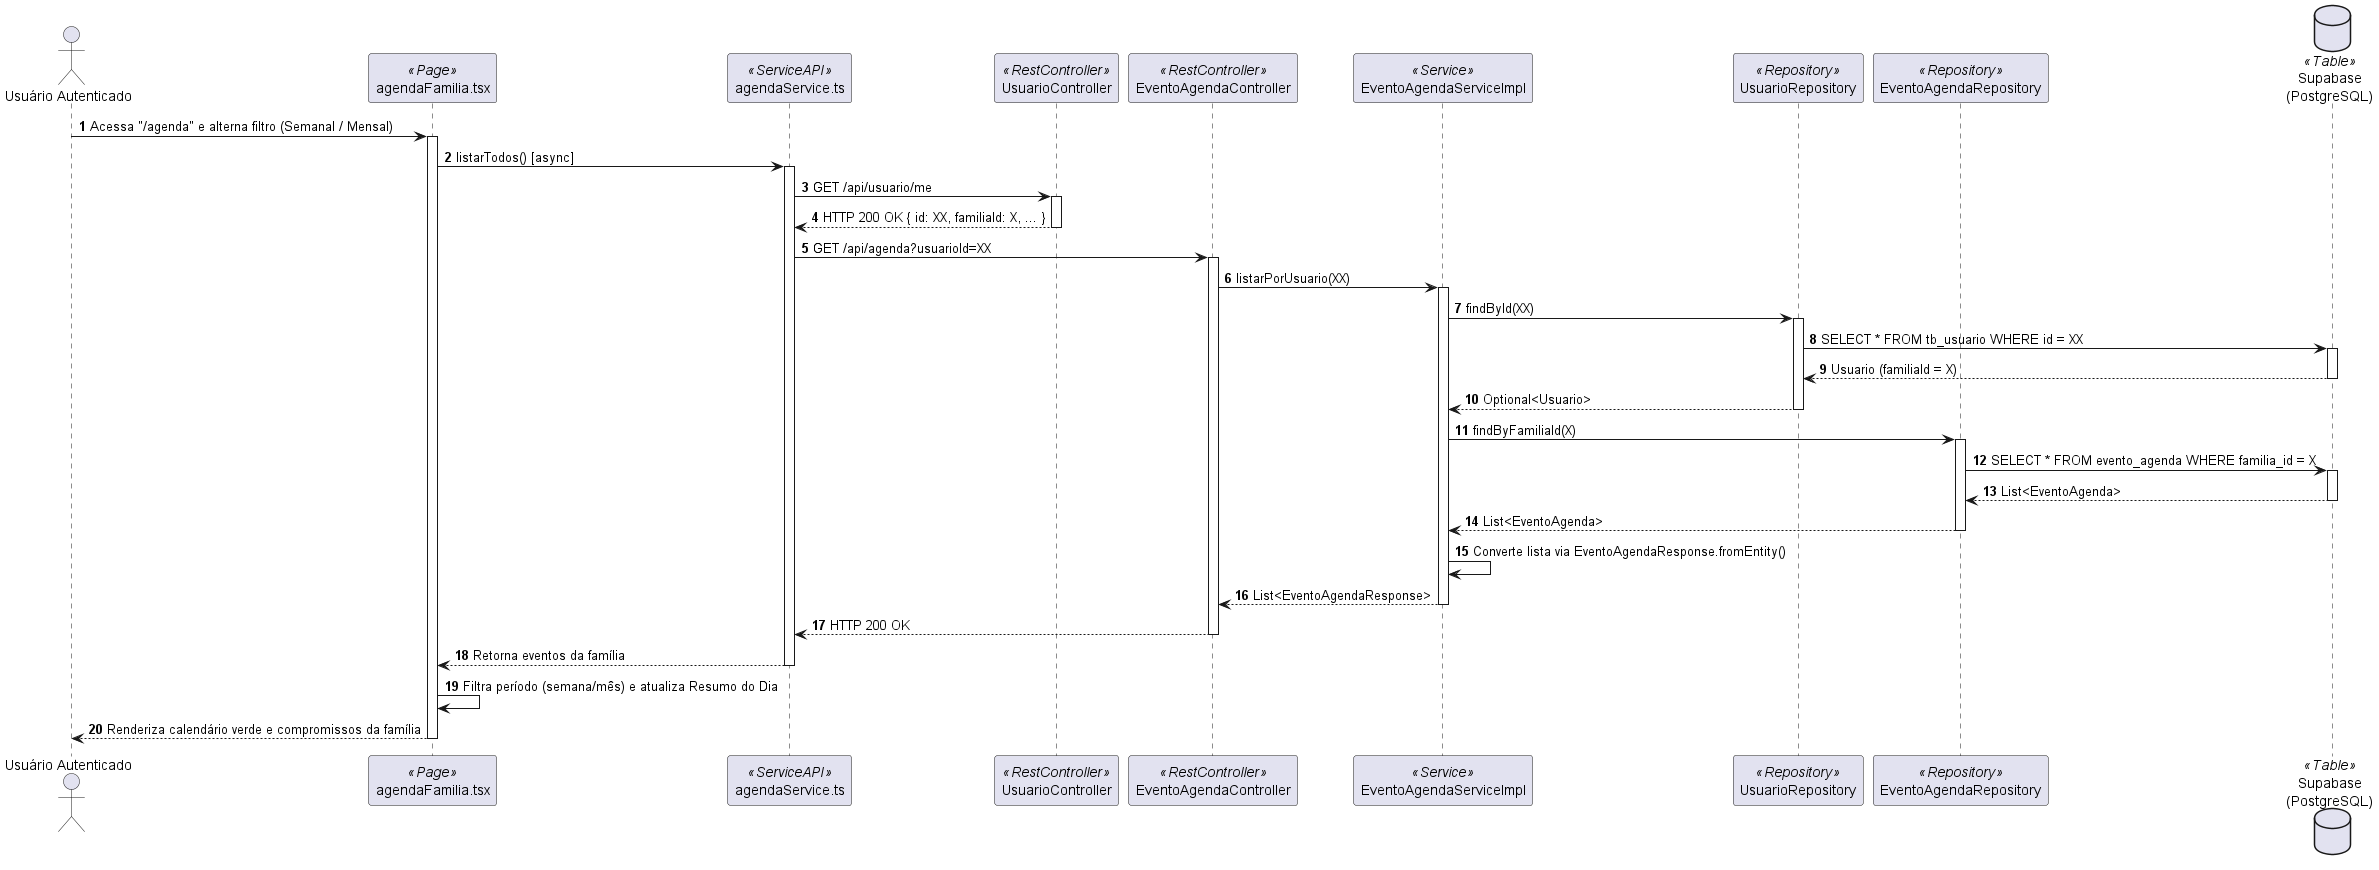 Usuário Autenticado
«Page»
agendaFamilia.tsx
«ServiceAPI»
agendaService.ts
«RestController»
UsuarioController
«RestController»
EventoAgendaController
«Service»
EventoAgendaServiceImpl
«Repository»
UsuarioRepository
«Repository»
EventoAgendaRepository
«Table»
Supabase
(PostgreSQL)
1 Acessa "/agenda" e alterna filtro (Semanal / Mensal)
2 listarTodos() [async]
3 GET /api/usuario/me
4 HTTP 200 OK { id: XX, familiaId: X, ... }
5 GET /api/agenda?usuarioId=XX
6 listarPorUsuario(XX)
7 findById(XX)
8 SELECT * FROM tb_usuario WHERE id = XX
9 Usuario (familiaId = X)
10 Optional<Usuario>
11 findByFamiliaId(X)
12 SELECT * FROM evento_agenda WHERE familia_id = X
13 List<EventoAgenda>
14 List<EventoAgenda>
15 Converte lista via EventoAgendaResponse.fromEntity()
16 List<EventoAgendaResponse>
17 HTTP 200 OK
18 Retorna eventos da família
19 Filtra período (semana/mês) e atualiza Resumo do Dia
20 Renderiza calendário verde e compromissos da família
Usuário Autenticado
«Page»
agendaFamilia.tsx
«ServiceAPI»
agendaService.ts
«RestController»
UsuarioController
«RestController»
EventoAgendaController
«Service»
EventoAgendaServiceImpl
«Repository»
UsuarioRepository
«Repository»
EventoAgendaRepository
«Table»
Supabase
(PostgreSQL)